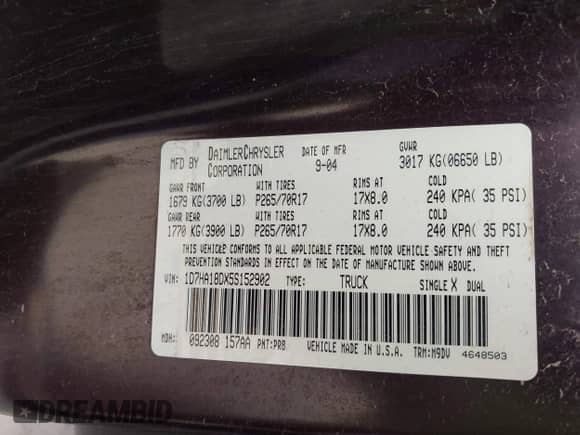 MFD BY DAIMLERCHRYSLER CORPORATION DATE OF MFR 9-04 GVWR 3017 KG(06650 LB)
GAWR FRONT WITH TIRES RIMS AT COLD
1679 KG(3700 LB) P265/70R17 17X8.0 240 KPA( 35 PSI)
GAWR REAR WITH TIRES RIMS AT COLD
1770 KG(3900 LB) P265/70R17 17X8.0 240 KPA( 35 PSI)
THIS VEHICLE CONFORMS TO ALL APPLICABLE FEDERAL MOTOR VEHICLE SAFETY AND THEFT
PREVENTION STANDARDS IN EFFECT ON THE DATE OF MANUFACTURE SHOWN ABOVE.
VIN: 1D7HA18DX5S152902 TYPE: TRUCK SINGLE X DUAL
MDH: 092308 157AA PNT:PRB VEHICLE MADE IN U.S.A. TRM:M9DV 4648503
DREAMBID